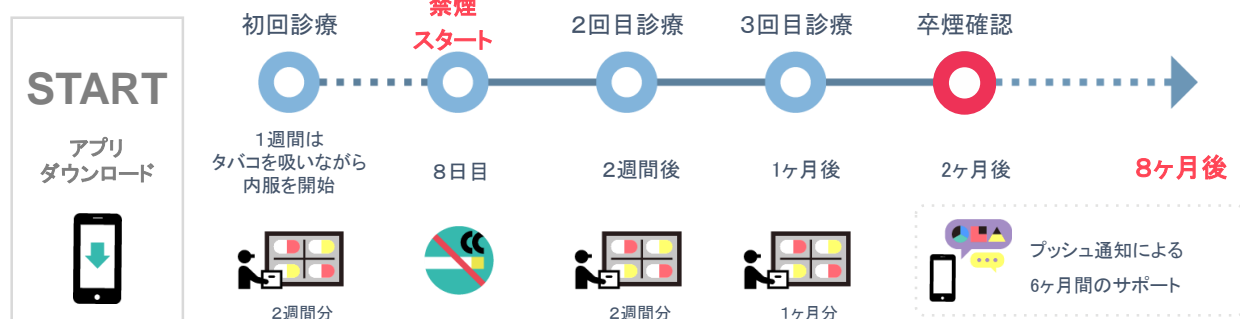 START
アプリ
ダウンロード
初回診療
禁煙
スタート
2回目診療
3回目診療
卒煙確認
1週間は
タバコを吸いながら
内服を開始
8日目
2週間後
1ヶ月後
2ヶ月後
8ヶ月後
2週間分
2週間分
1ヶ月分
プッシュ通知による
6ヶ月間のサポート